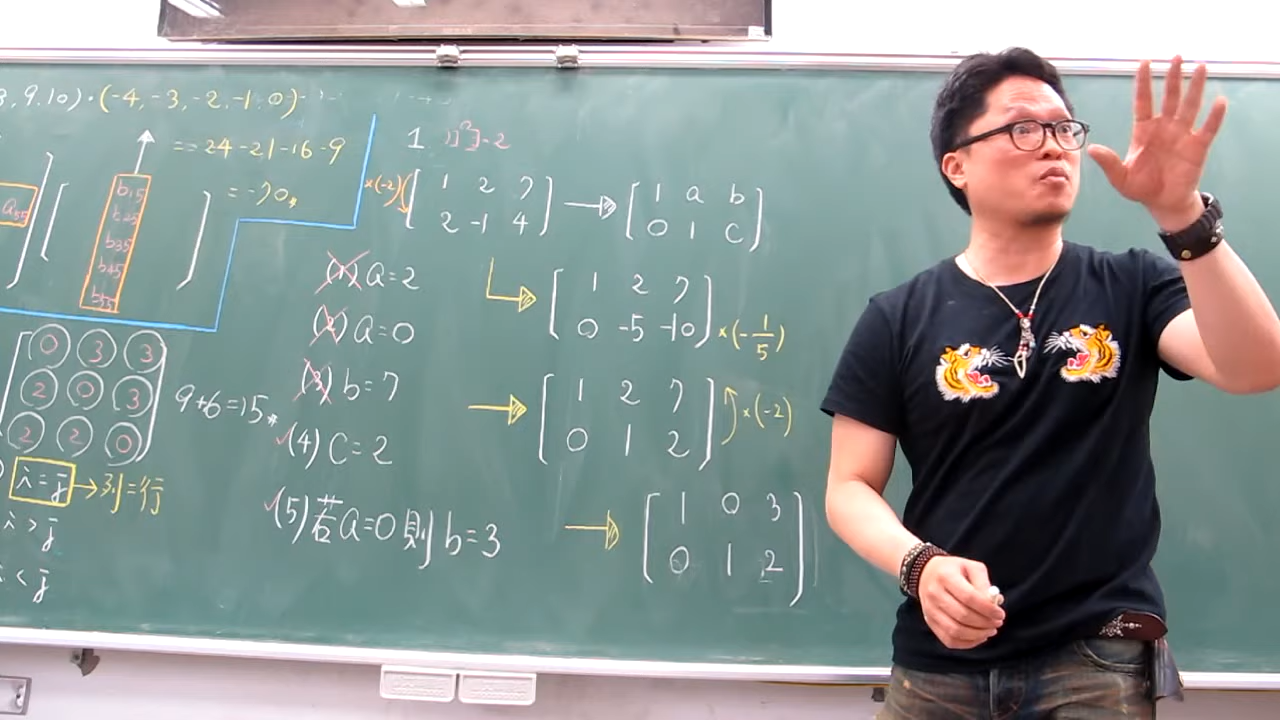 9.10)·(-4,-3,-2,-1,0)
= 24-21-16-9
= -70*
a55
b15
b25
b35
b45
b55
0 3 3
2 0 3
2 2 0
9+6=15*
i=j → 列=行
i>j
i<j
1 例3-2
×(-2) [1 2 7
2 -1 4] → [1 a b
0 1 c]
(1) a=2
(2) a=0
(3) b=7
✓(4) c=2
✓(5) 若a=0則b=3
→ [1 2 7
0 -5 -10] ×(-1/5)
→ [1 2 7
0 1 2] ×(-2)
→ [1 0 3
0 1 2]